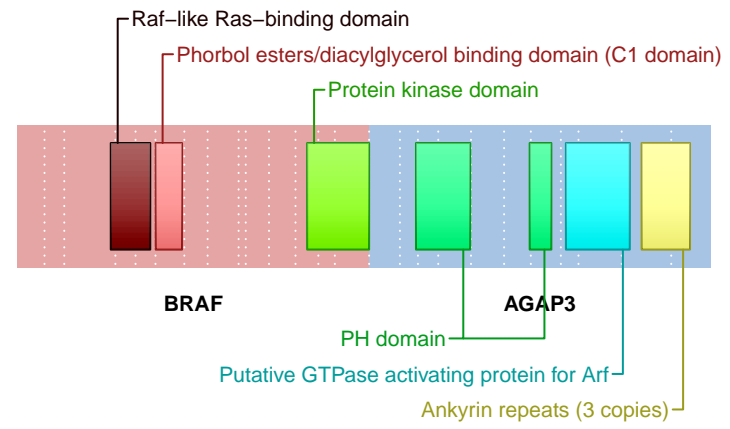 Raf−like Ras−binding domain
Phorbol esters/diacylglycerol binding domain (C1 domain)
Protein kinase domain
BRAF
AGAP3
PH domain
Putative GTPase activating protein for Arf
Ankyrin repeats (3 copies)